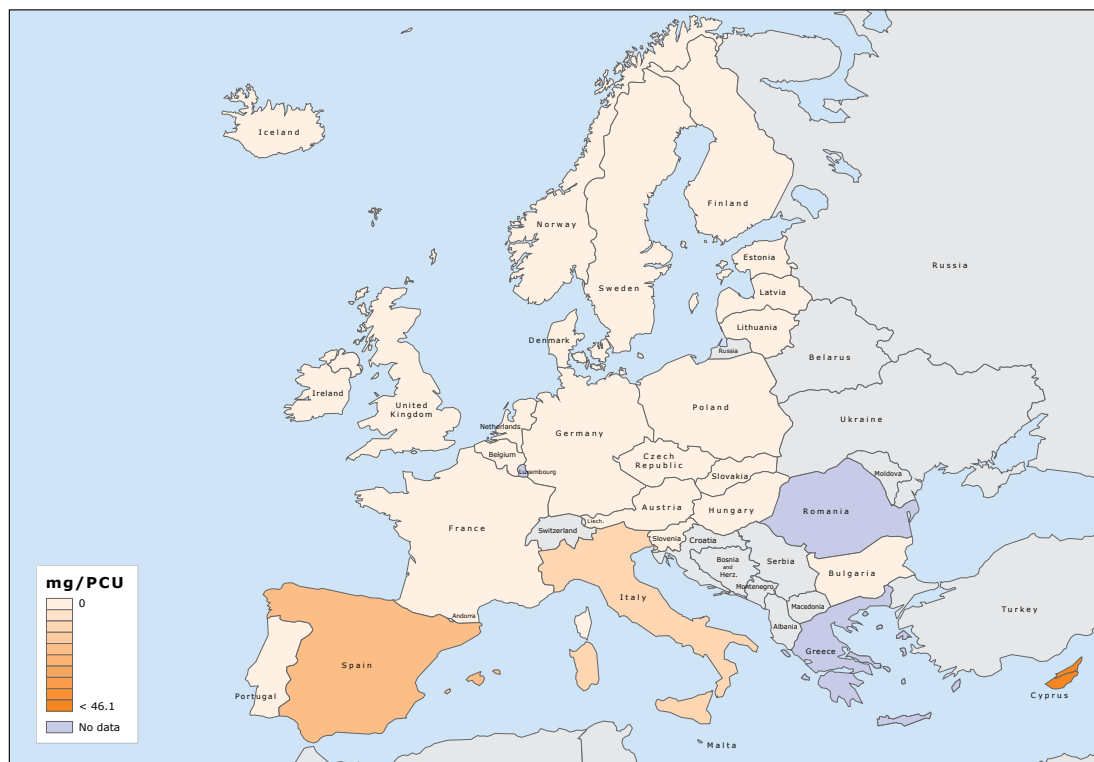 Iceland
Norway
Sweden
Finland
Russia
Estonia
Latvia
Lithuania
Russia
Denmark
Belarus
Ireland
United
Kingdom
Netherlands
Belgium
Luxembourg
Germany
Poland
Ukraine
Czech
Republic
Slovakia
Moldova
France
Switzerland
Liech.
Austria
Hungary
Romania
Slovenia
Croatia
Bosnia
and
Herz.
Serbia
Montenegro
Bulgaria
Italy
Macedonia
Albania
Turkey
Andorra
Spain
Portugal
Greece
Cyprus
Malta
mg/PCU
0
< 46.1
No data